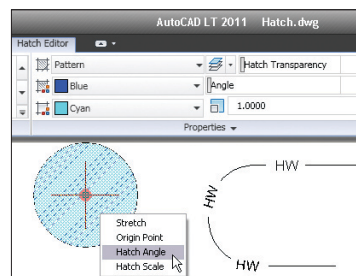 AutoCAD LT 2011 Hatch.dwg
Hatch Editor
Pattern
Hatch Transparency
Blue
Angle
Cyan
1.0000
Properties
HW
HW
HW
Stretch
Origin Point
Hatch Angle
Hatch Scale